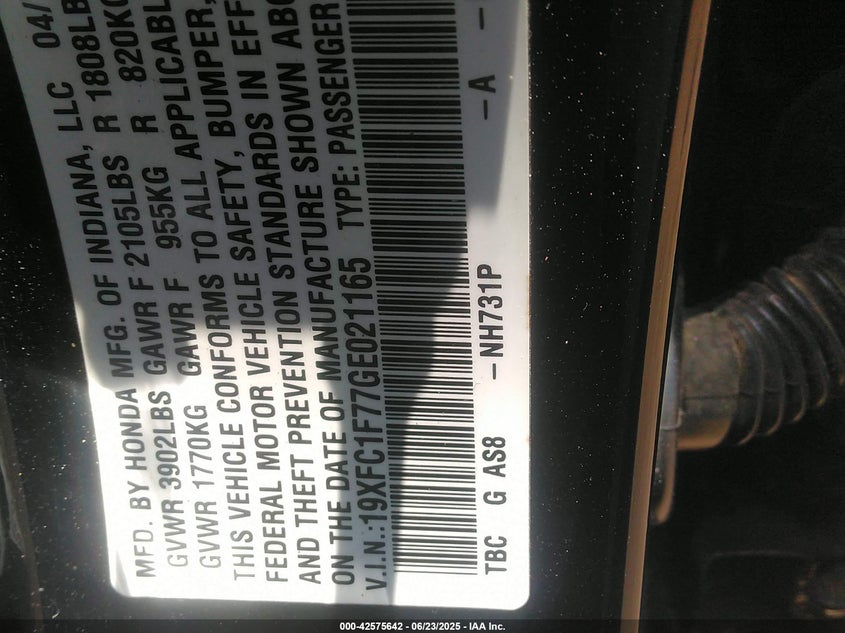 MFD. BY HONDA MFG. OF INDIANA, LLC 04/
GVWR 3902LBS GAWR F 2105LBS R 1808LB
GVWR 1770KG GAWR F 955KG R 820KG
THIS VEHICLE CONFORMS TO ALL APPLICABL
FEDERAL MOTOR VEHICLE SAFETY, BUMPER,
AND THEFT PREVENTION STANDARDS IN EFF
ON THE DATE OF MANUFACTURE SHOWN ABO
V.I.N.:19XFC1F77GE021165 TYPE: PASSENGER
TBC G AS8 -NH731P -A -
000-42575642 - 06/23/2025 - IAA Inc.